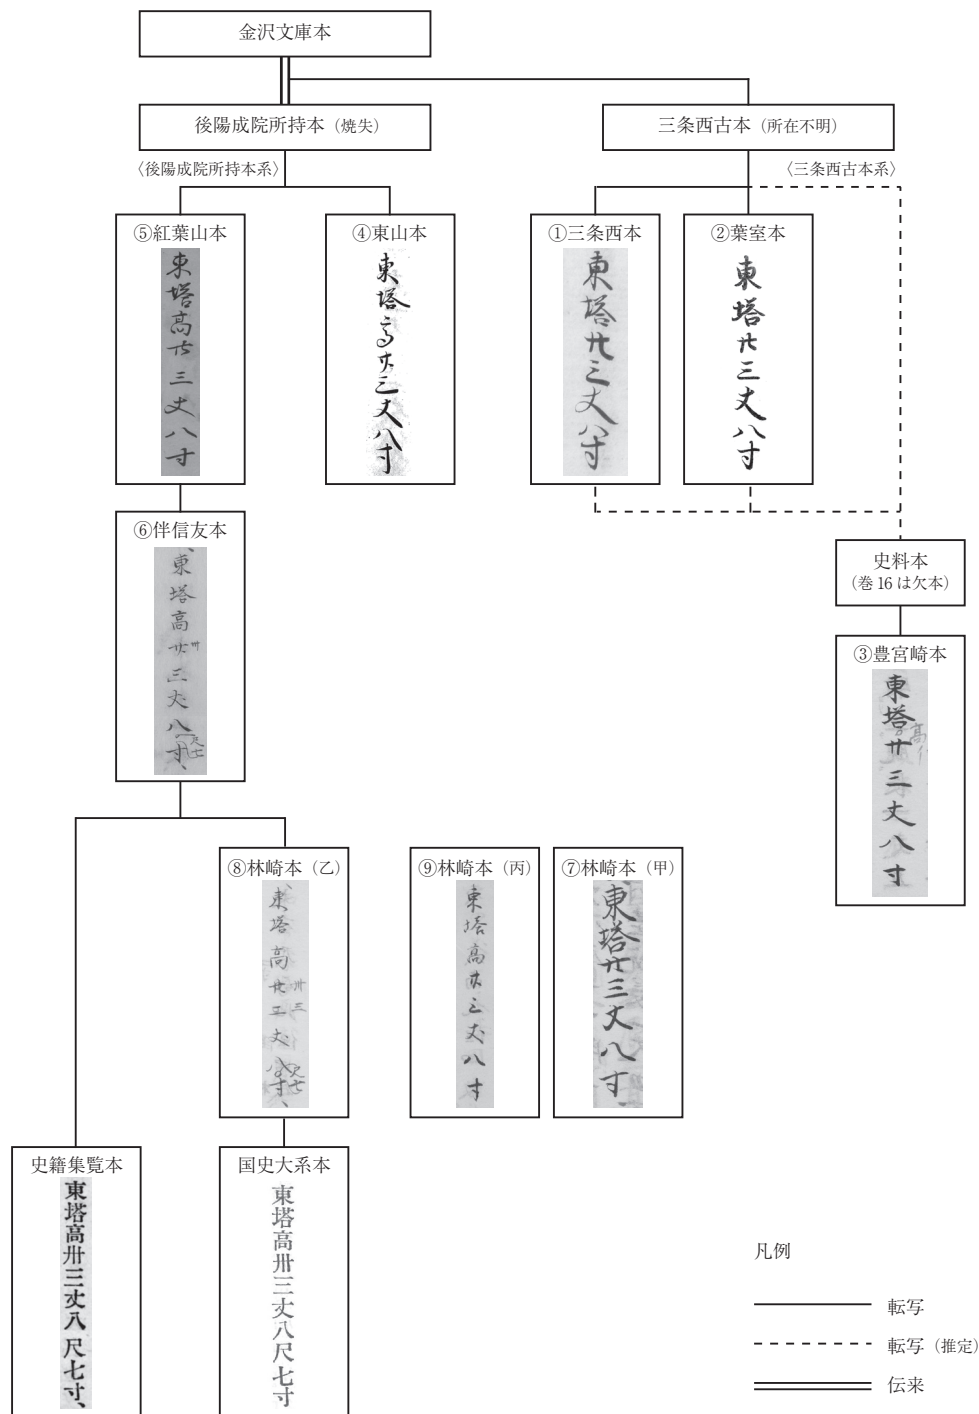 金沢文庫本
後陽成院所持本（焼失）
三条西古本（所在不明）
〈後陽成院所持本系〉
〈三条西古本系〉
⑤紅葉山本
東塔高廿三丈八寸
④東山本
東塔高廿三丈八寸
①三条西本
東塔廿三丈八寸
②葉室本
東塔廿三丈八寸
⑥伴信友本
東塔高廿三丈八寸、
卅
尺七
史料本
（巻 16 は欠本）
③豊宮崎本
東塔廿三丈八寸
高
⑧林崎本（乙）
東塔高廿三丈八寸、
卅三
尺七
⑨林崎本（丙）
東塔高廿三丈八寸
⑦林崎本（甲）
東塔廿三丈八寸
史籍集覧本
東塔高卅三丈八尺七寸、
国史大系本
東塔高卅三丈八尺七寸
凡例
転写
転写（推定）
伝来